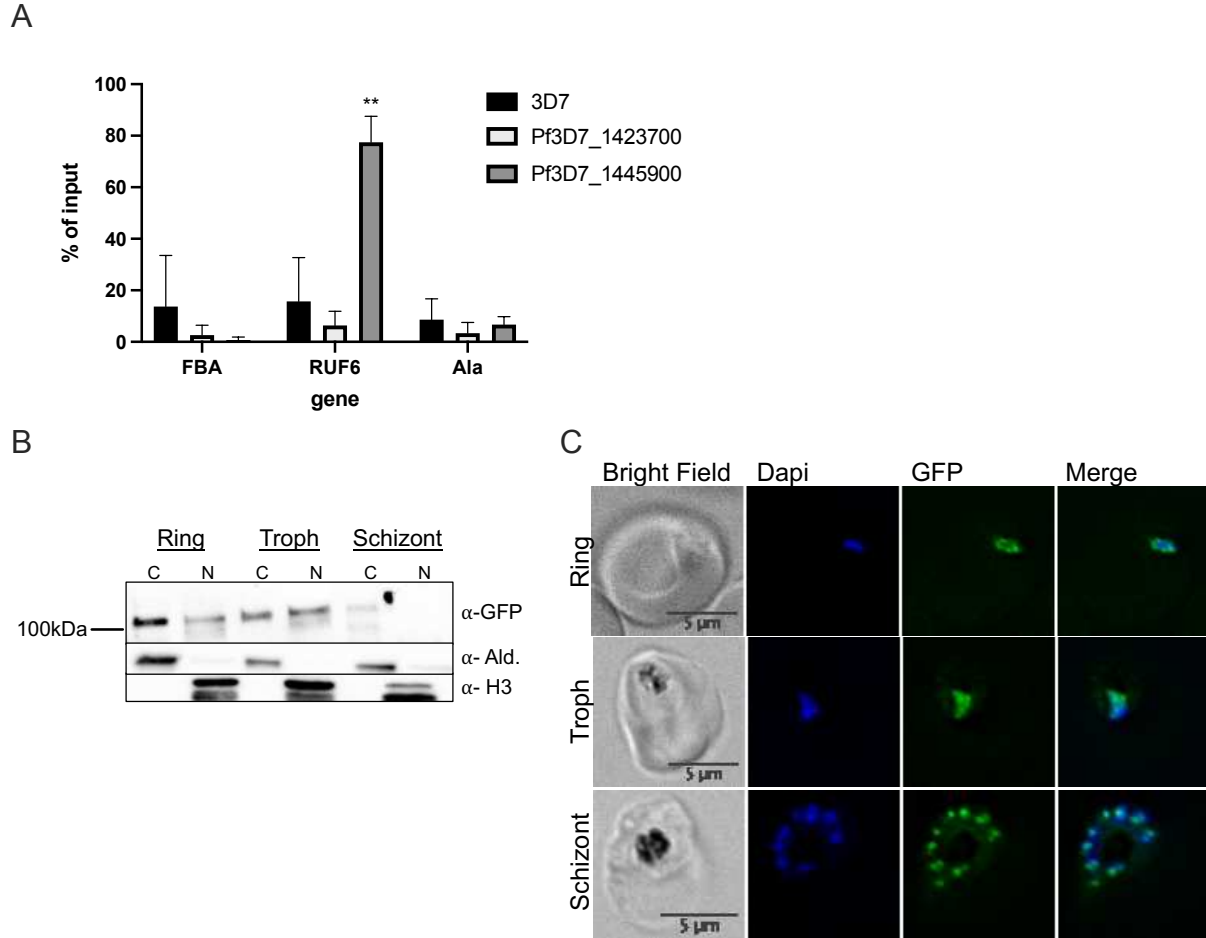 A
100
80
60
40
20
0
% of input
**
FBA
RUF6
Ala
gene
3D7
Pf3D7_1423700
Pf3D7_1445900
B
Ring Troph Schizont
C N C N C N
100kDa
α-GFP
α- Ald.
α- H3
C
Bright Field Dapi GFP Merge
Ring
5 µm
Troph
5 µm
Schizont
5 µm